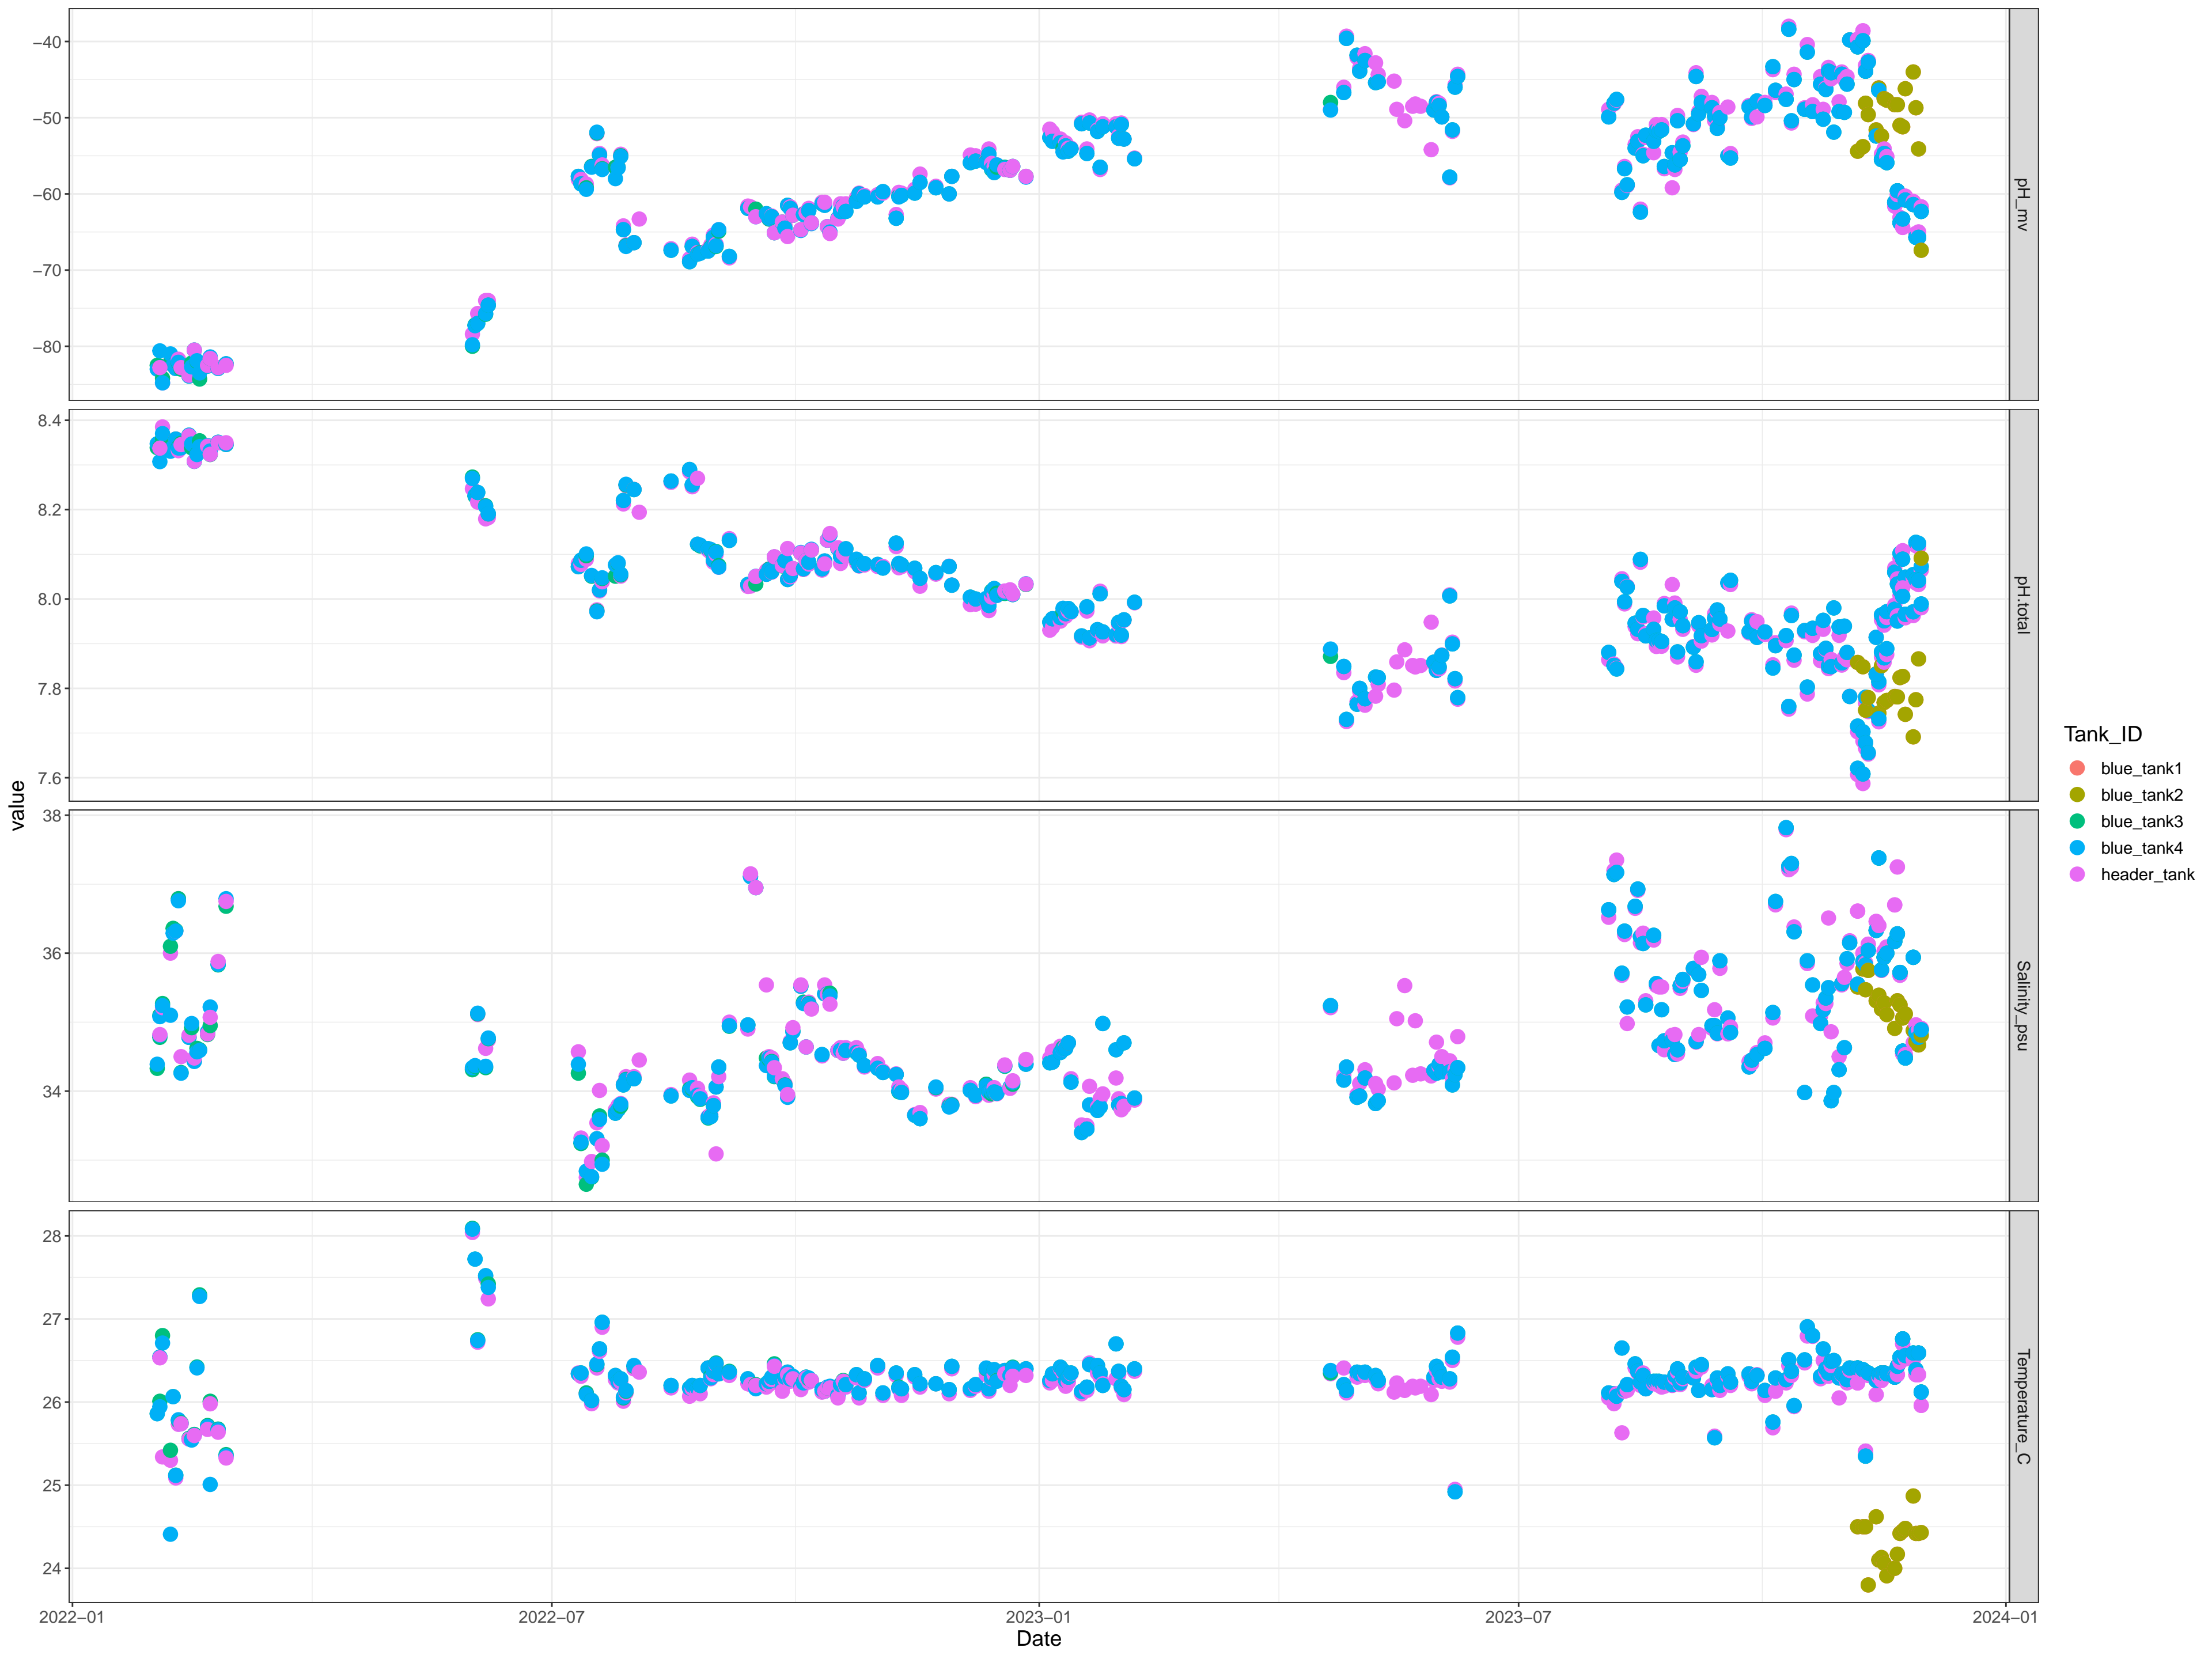 value
−40
−50
−60
−70
−80
pH_mv
8.4
8.2
8.0
7.8
7.6
pH.total
38
36
34
Salinity_psu
28
27
26
25
24
Temperature_C
2022−01
2022−07
2023−01
2023−07
2024−01
Date
Tank_ID
blue_tank1
blue_tank2
blue_tank3
blue_tank4
header_tank